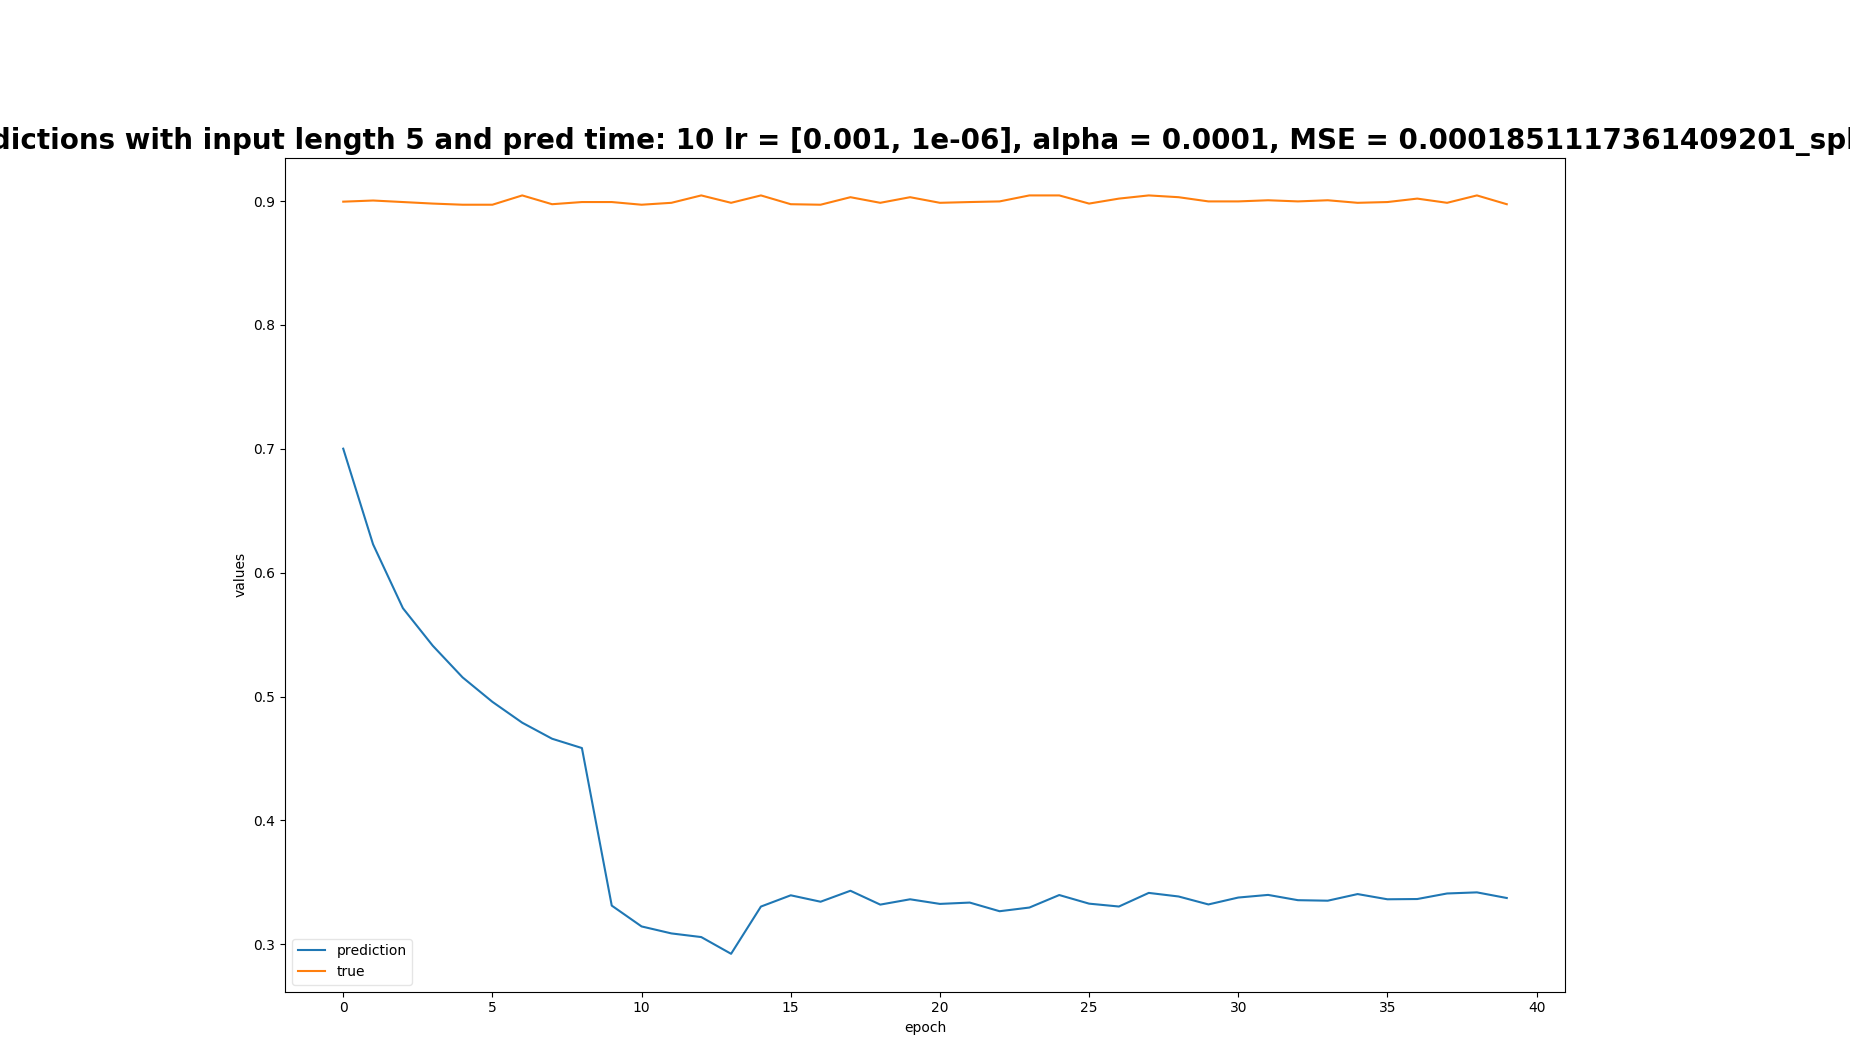 dictions with input length 5 and pred time: 10 lr = [0.001, 1e-06], alpha = 0.0001, MSE = 0.0001851117361409201_spl
0.9
0.8
0.7
0.6
0.5
0.4
0.3
values
prediction
true
0 5 10 15 20 25 30 35 40
epoch